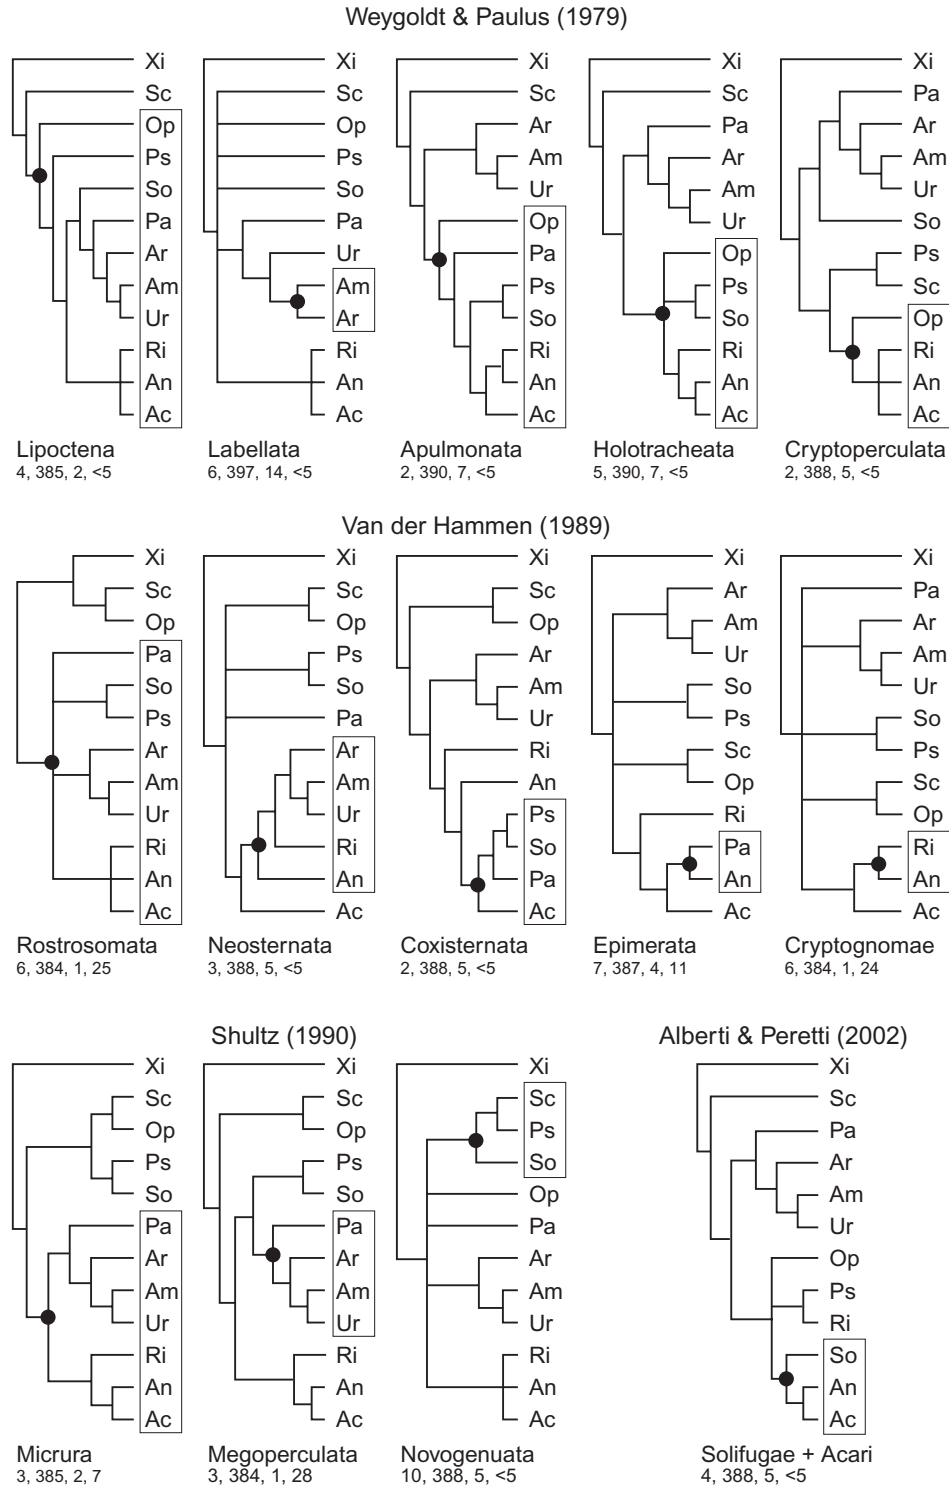 Weygoldt & Paulus (1979)
Xi
Sc
Op
Ps
So
Pa
Ar
Am
Ur
Ri
An
Ac
Lipoctena
4, 385, 2, <5
Xi
Sc
Op
Ps
So
Pa
Ur
Am
Ar
Ri
An
Ac
Labellata
6, 397, 14, <5
Xi
Sc
Ar
Am
Ur
Op
Pa
Ps
So
Ri
An
Ac
Apulmonata
2, 390, 7, <5
Xi
Sc
Pa
Ar
Am
Ur
Op
Ps
So
Ri
An
Ac
Holotracheata
5, 390, 7, <5
Xi
Pa
Ar
Am
Ur
So
Ps
Sc
Op
Ri
An
Ac
Cryptoperculata
2, 388, 5, <5
Van der Hammen (1989)
Xi
Sc
Op
Pa
So
Ps
Ar
Am
Ur
Ri
An
Ac
Rostrosomata
6, 384, 1, 25
Xi
Sc
Op
Ps
So
Pa
Ar
Am
Ur
Ri
An
Ac
Neosternata
3, 388, 5, <5
Xi
Sc
Op
Ar
Am
Ur
Ri
An
Ps
So
Pa
Ac
Coxisternata
2, 388, 5, <5
Xi
Ar
Am
Ur
So
Ps
Sc
Op
Ri
Pa
An
Ac
Epimerata
7, 387, 4, 11
Xi
Pa
Ar
Am
Ur
So
Ps
Sc
Op
Ri
An
Ac
Cryptognomae
6, 384, 1, 24
Shultz (1990)
Xi
Sc
Op
Ps
So
Pa
Ar
Am
Ur
Ri
An
Ac
Micrura
3, 385, 2, 7
Xi
Sc
Op
Ps
So
Pa
Ar
Am
Ur
Ri
An
Ac
Megoperculata
3, 384, 1, 28
Xi
Sc
Ps
So
Op
Pa
Ar
Am
Ur
Ri
An
Ac
Novogenuata
10, 388, 5, <5
Alberti & Peretti (2002)
Xi
Sc
Pa
Ar
Am
Ur
Op
Ps
Ri
So
An
Ac
Solifugae + Acari
4, 388, 5, <5